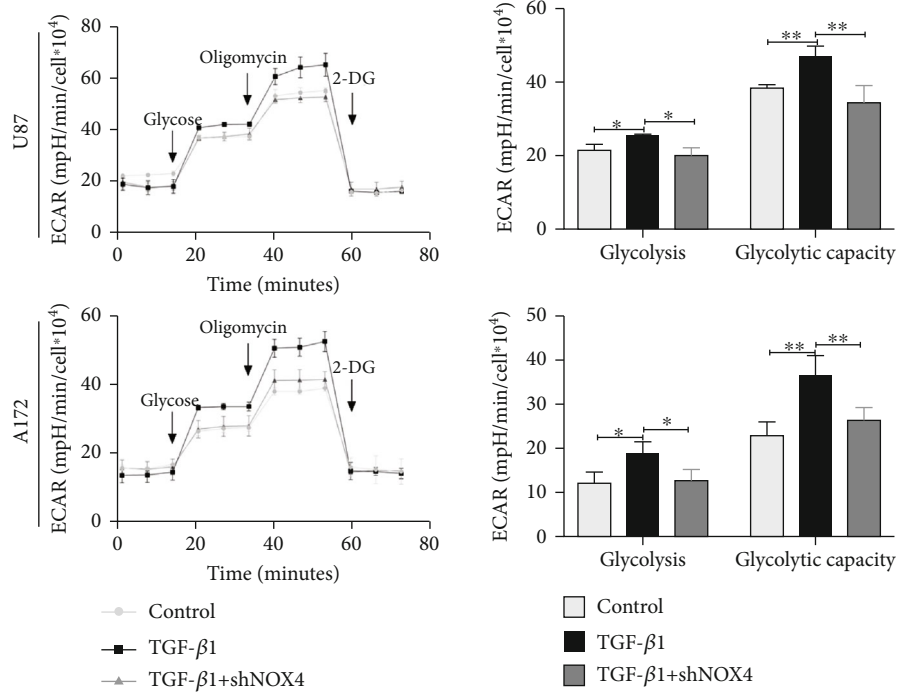 U87
ECAR (mpH/min/cell*10⁴)
80
60
40
20
0
Glycose
Oligomycin
2-DG
0 20 40 60 80
Time (minutes)
ECAR (mpH/min/cell*10⁴)
60
40
20
0
* * ** **
Glycolysis Glycolytic capacity
A172
ECAR (mpH/min/cell*10⁴)
60
40
20
0
Glycose
Oligomycin
2-DG
0 20 40 60 80
Time (minutes)
ECAR (mpH/min/cell*10⁴)
50
40
30
20
10
0
* * ** **
Glycolysis Glycolytic capacity
Control
TGF-β1
TGF-β1+shNOX4
Control
TGF-β1
TGF-β1+shNOX4